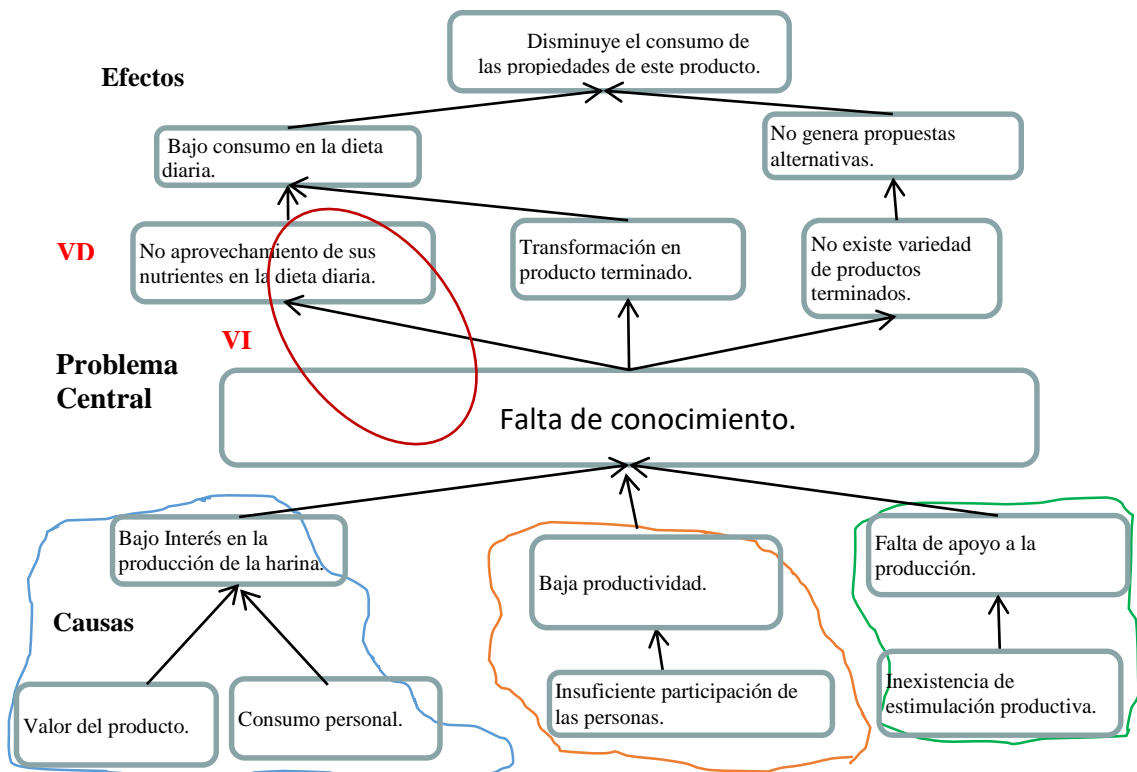 Disminuye el consumo de
las propiedades de este producto.
Efectos
Bajo consumo en la dieta
diaria.
No genera propuestas
alternativas.
VD
No aprovechamiento de sus
nutrientes en la dieta diaria.
Transformación en
producto terminado.
No existe variedad
de productos
terminados.
VI
Problema
Central
Falta de conocimiento.
Bajo Interés en la
producción de la harina.
Baja productividad.
Falta de apoyo a la
producción.
Causas
Valor del producto.
Consumo personal.
Insuficiente participación de
las personas.
Inexistencia de
estimulación productiva.